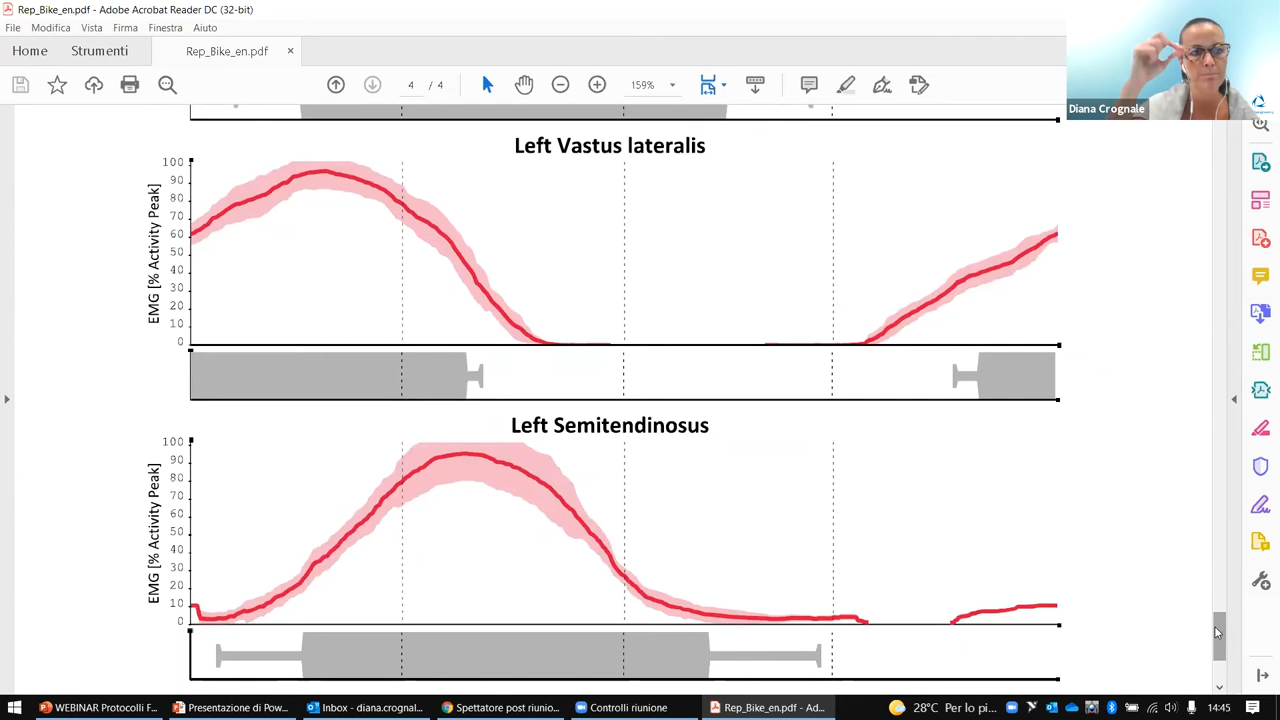 Rep_Bike_en.pdf - Adobe Acrobat Reader DC (32-bit)
File Modifica Vista Firma Finestra Aiuto
Home Strumenti Rep_Bike_en.pdf ×
4 / 4 159%
Diana Crognale
Left Vastus lateralis
EMG [% Activity Peak]
100
90
80
70
60
50
40
30
20
10
0
Left Semitendinosus
EMG [% Activity Peak]
100
90
80
70
60
50
40
30
20
10
0
WEBINAR Protocolli F... Presentazione di Pow... Inbox - diana.crognal... Spettatore post riunio... Controlli riunione Rep_Bike_en.pdf - Ad... 28°C Per lo pi... 14:45